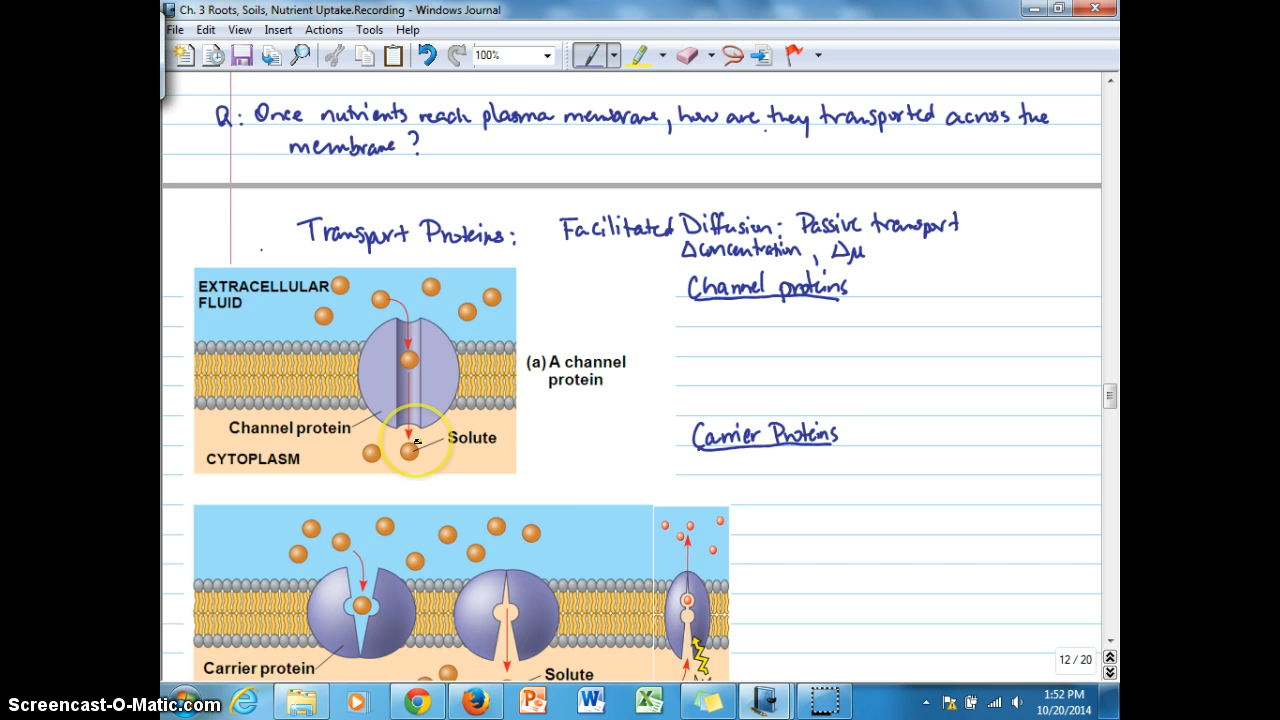 Ch. 3 Roots, Soils, Nutrient Uptake.Recording - Windows Journal
File Edit View Insert Actions Tools Help
100%
Q: Once nutrients reach plasma membrane, how are they transported across the
membrane?
Transport Proteins: Facilitated Diffusion: Passive transport
Δconcentration, Δμ
Channel proteins
EXTRACELLULAR
FLUID
(a) A channel
protein
Channel protein
Solute
CYTOPLASM
Carrier Proteins
Carrier protein
Solute
12 / 20
Screencast-O-Matic.com
1:52 PM
10/20/2014